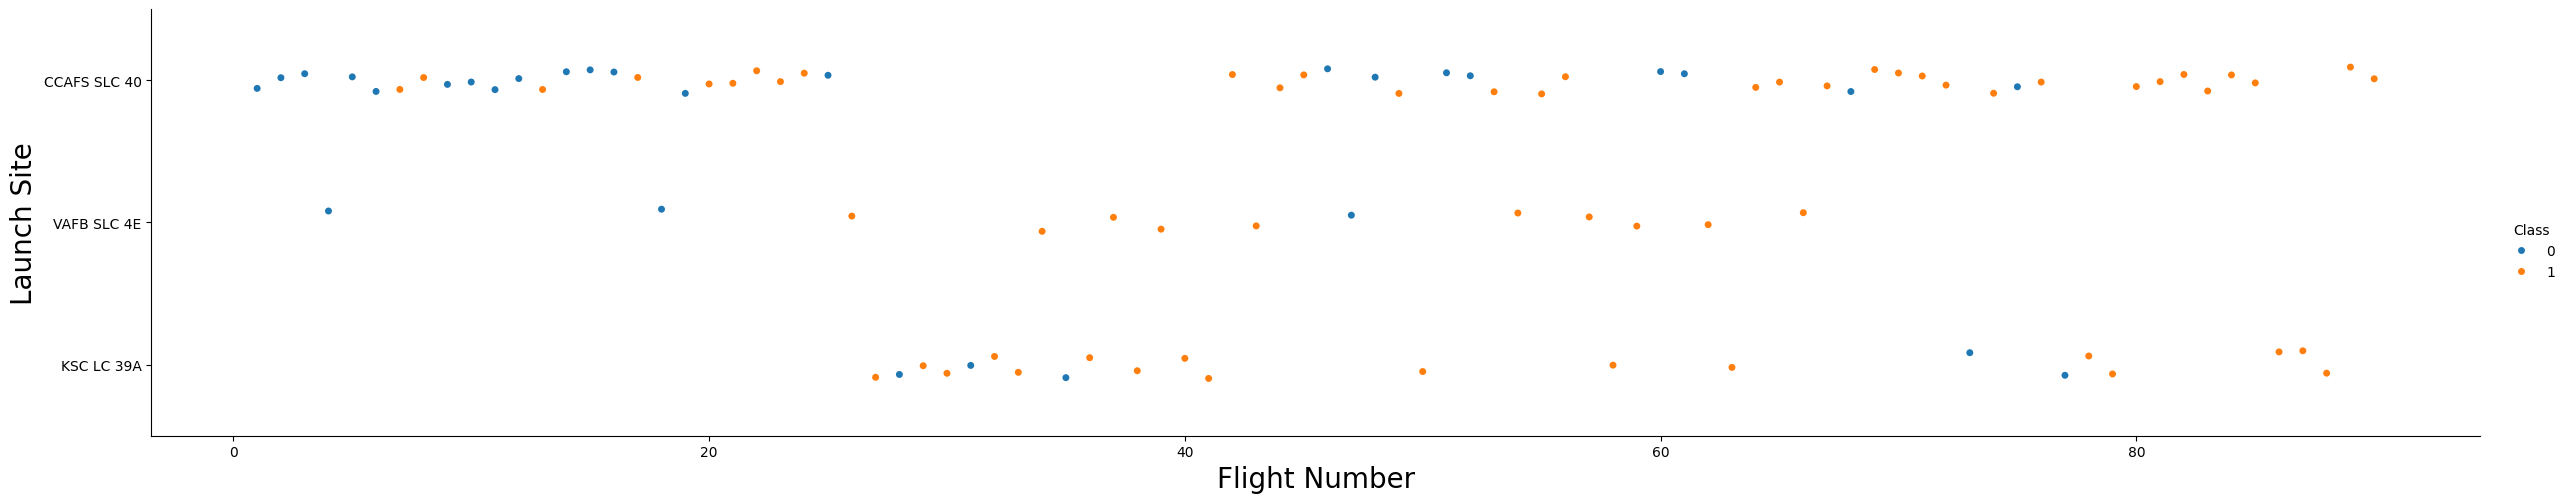 CCAFS SLC 40
VAFB SLC 4E
KSC LC 39A
Launch Site
0 20 40 60 80
Flight Number
Class
0
1